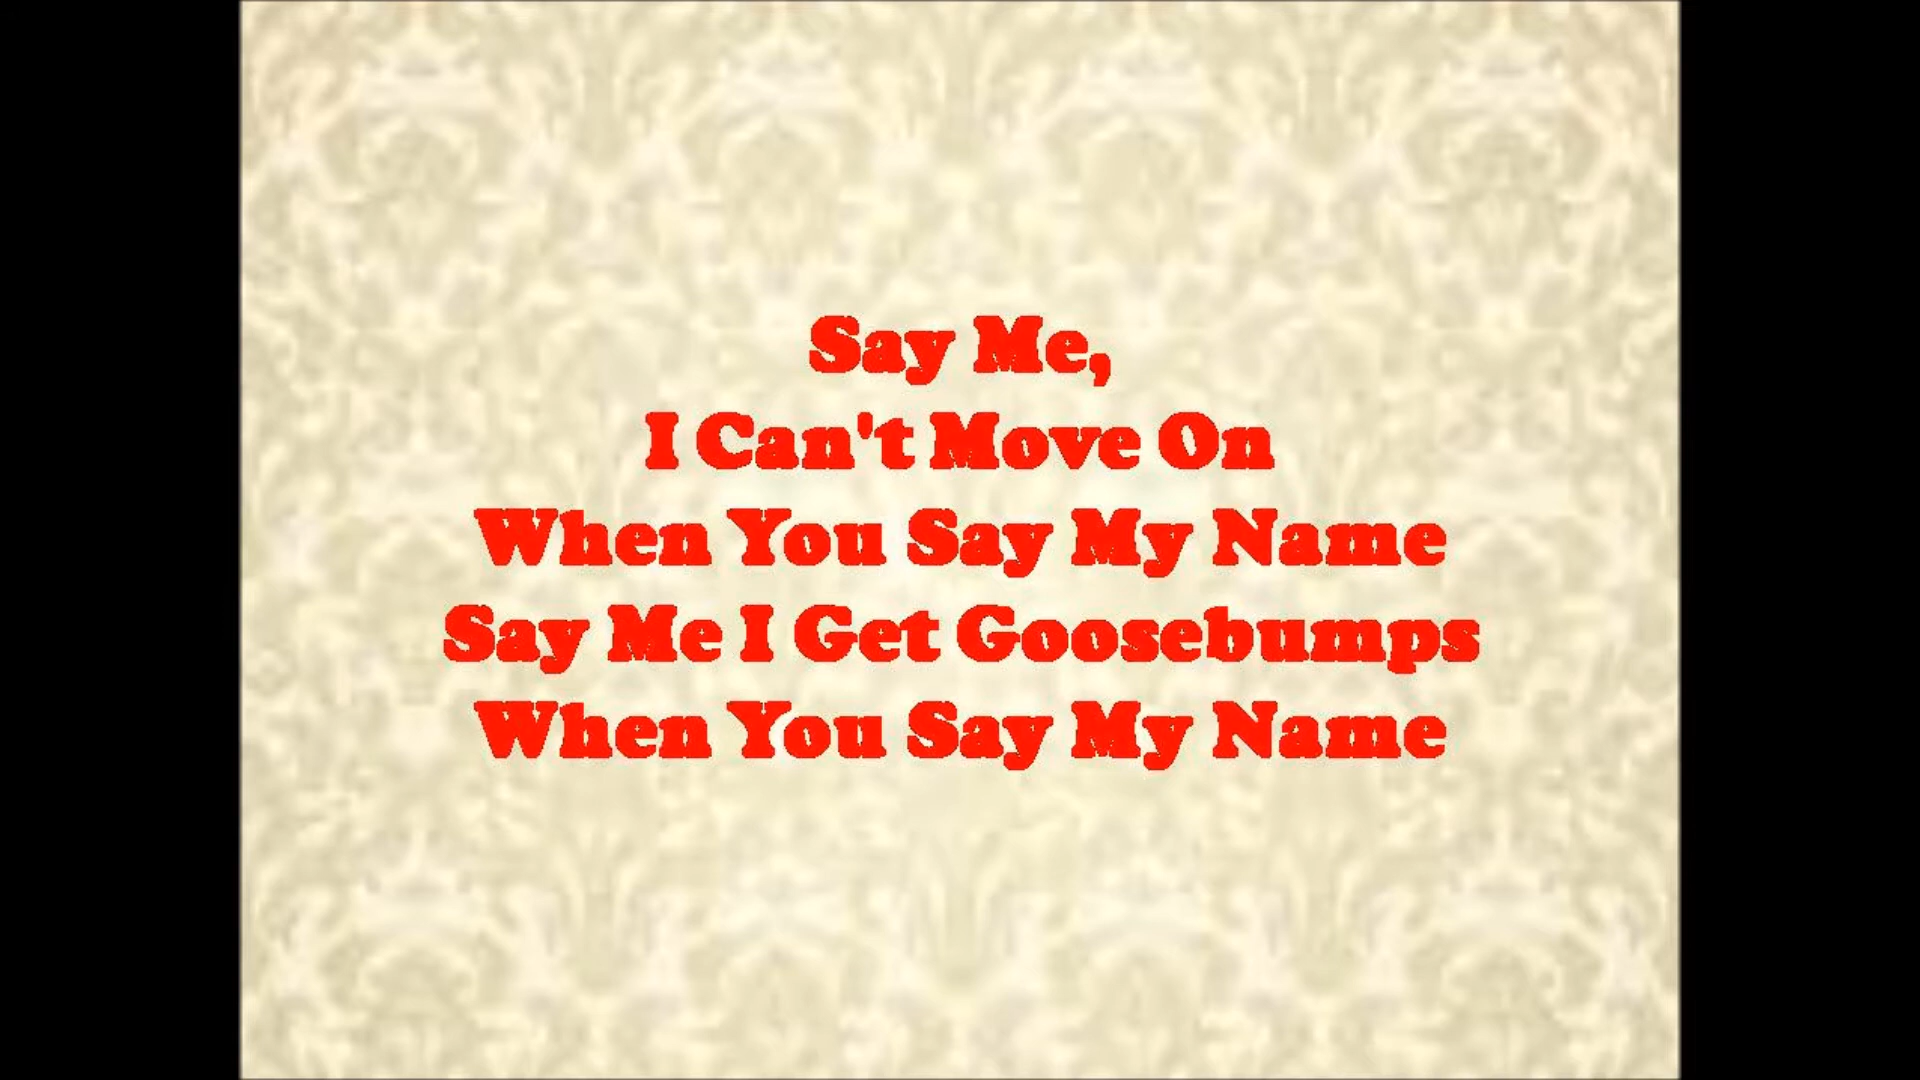 Say Me,
I Can't Move On
When You Say My Name
Say Me I Get Goosebumps
When You Say My Name